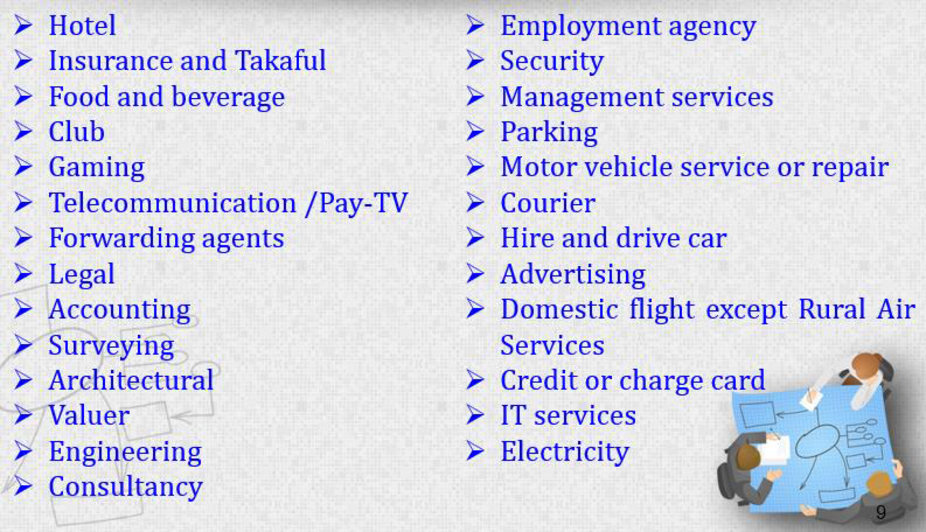 Hotel
Insurance and Takaful
Food and beverage
Club
Gaming
Telecommunication /Pay-TV
Forwarding agents
Legal
Accounting
Surveying
Architectural
Valuer
Engineering
Consultancy
Employment agency
Security
Management services
Parking
Motor vehicle service or repair
Courier
Hire and drive car
Advertising
Domestic flight except Rural Air
Services
Credit or charge card
IT services
Electricity
9